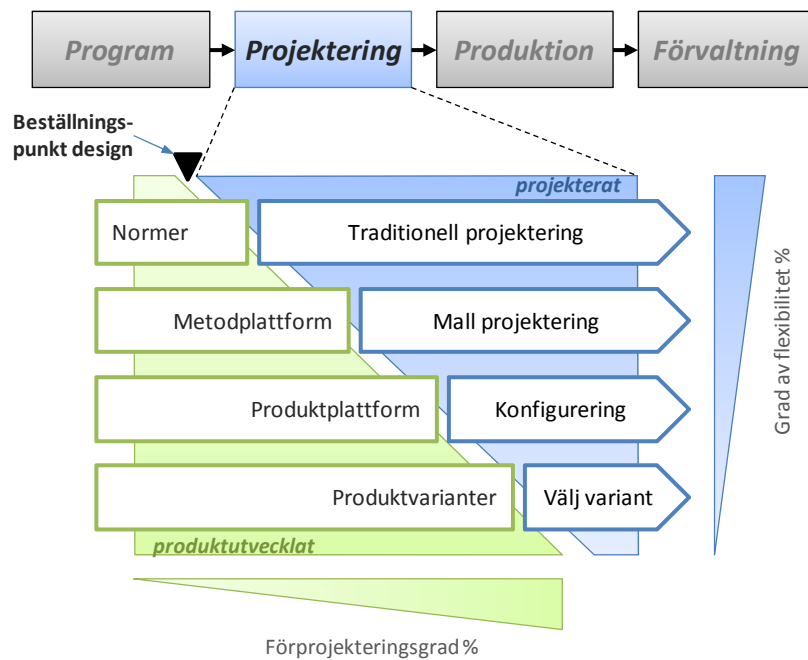 Program
Projektering
Produktion
Förvaltning
Beställnings-
punkt design
projekterat
Normer
Traditionell projektering
Metodplattform
Mall projektering
Produktplattform
Konfigurering
Produktvarianter
Välj variant
produktutvecklat
Förprojekteringsgrad %
Grad av flexibilitet %